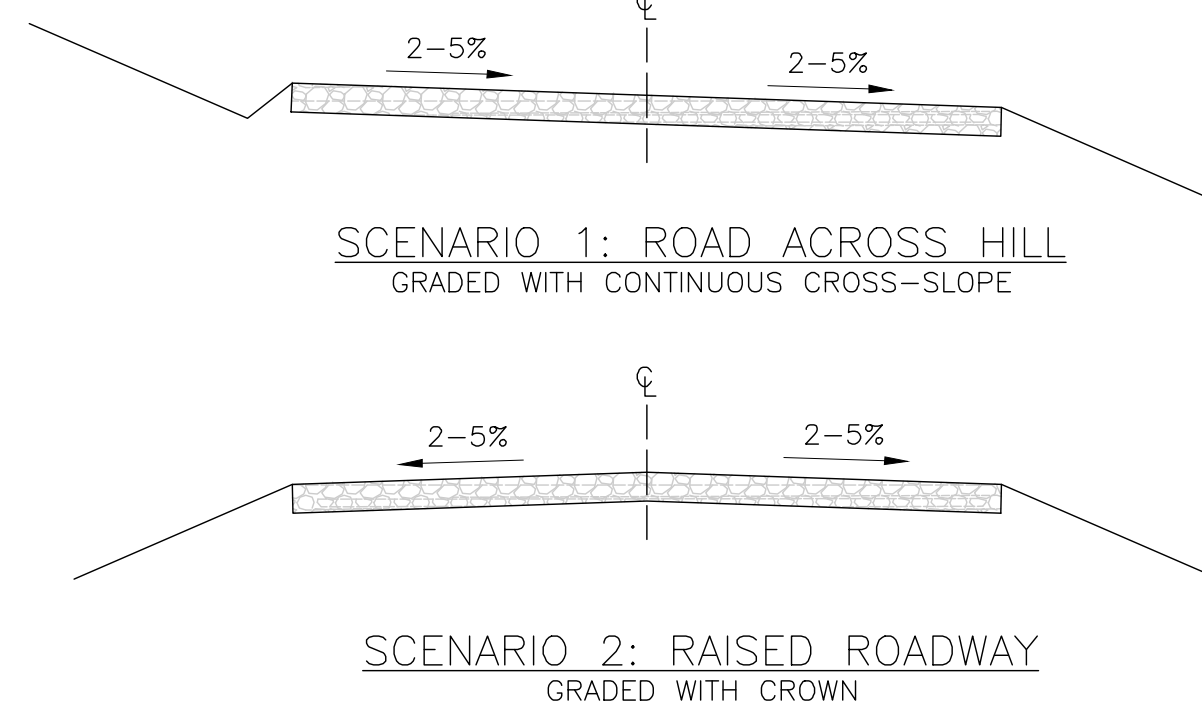 ℄
2-5%
2-5%
SCENARIO 1: ROAD ACROSS HILL
GRADED WITH CONTINUOUS CROSS-SLOPE
℄
2-5%
2-5%
SCENARIO 2: RAISED ROADWAY
GRADED WITH CROWN